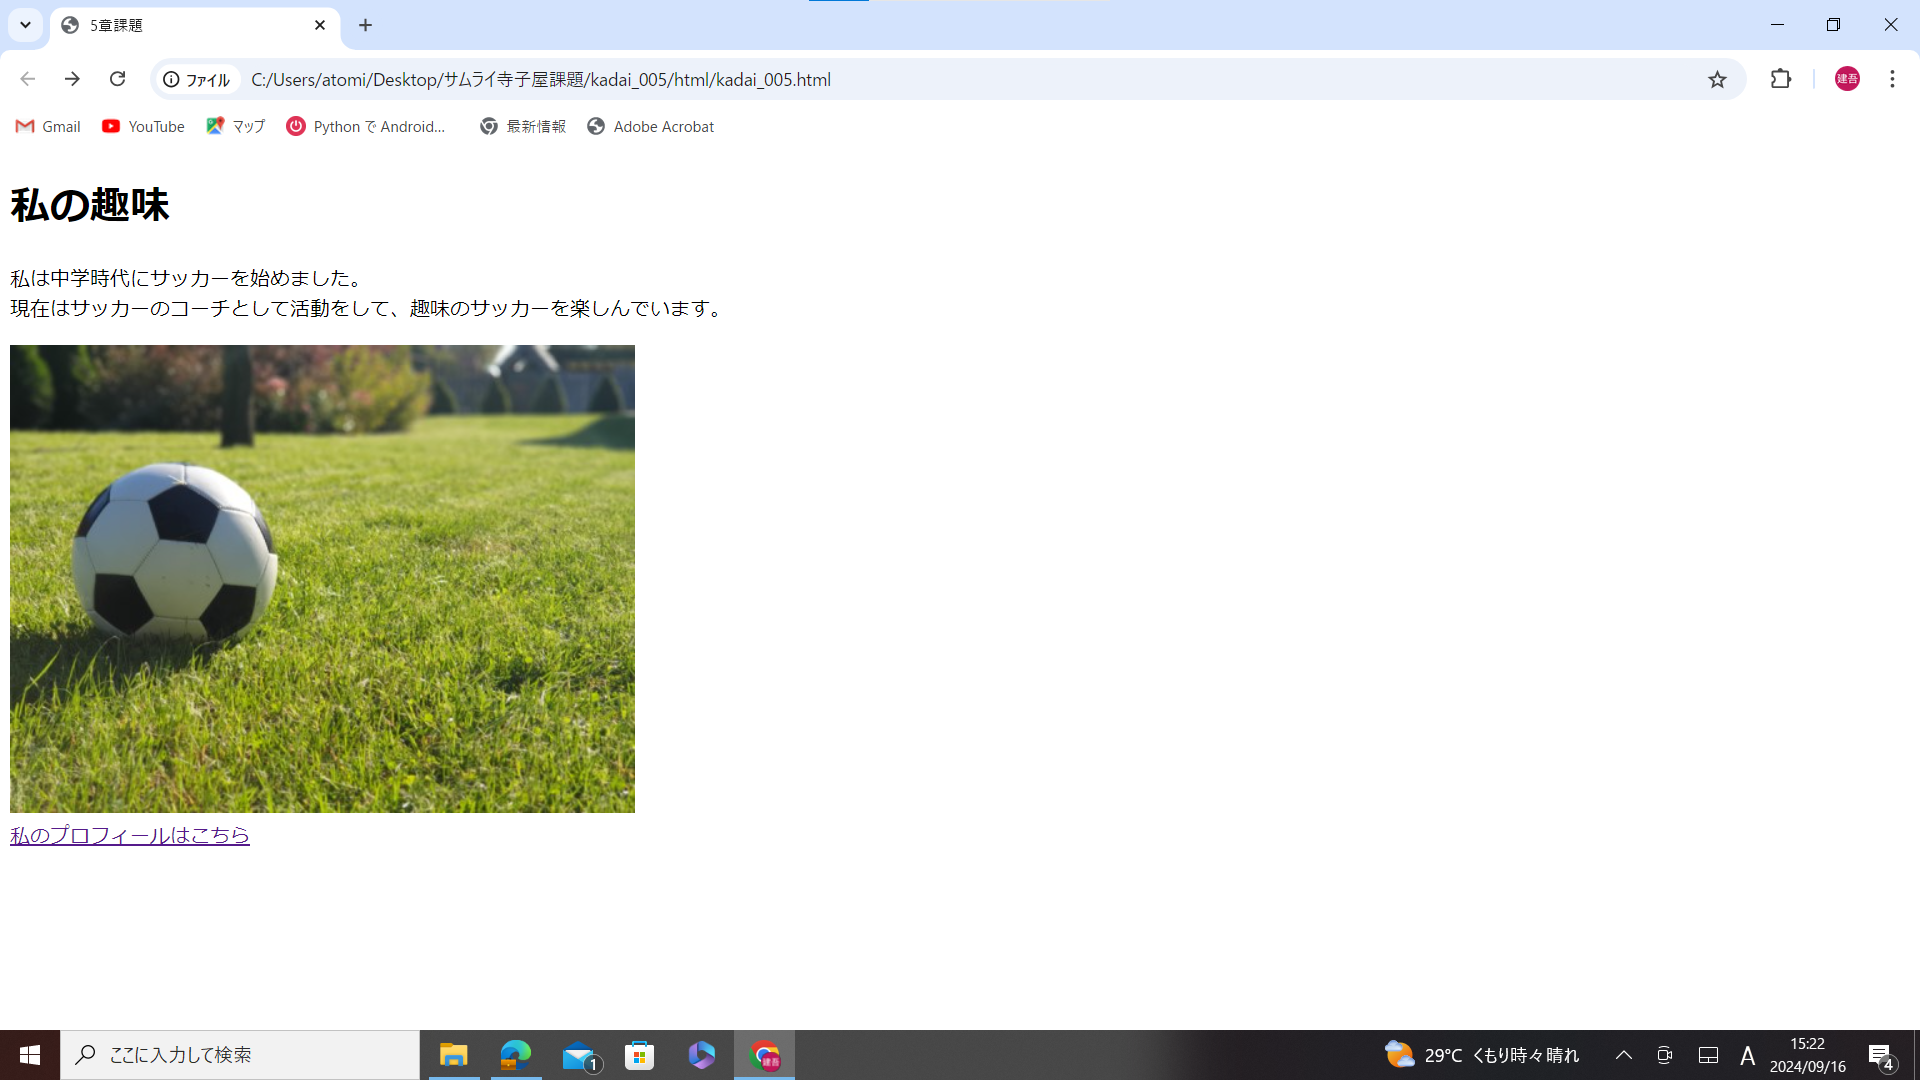 5章課題
ファイル C:/Users/atomi/Desktop/サムライ寺子屋課題/kadai_005/html/kadai_005.html 建吾
Gmail YouTube マップ Python で Android... 最新情報 Adobe Acrobat
私の趣味
私は中学時代にサッカーを始めました。
現在はサッカーのコーチとして活動をして、趣味のサッカーを楽しんでいます。
私のプロフィールはこちら
ここに入力して検索 1 建吾 29°C くもり時々晴れ A 15:22 4
2024/09/16